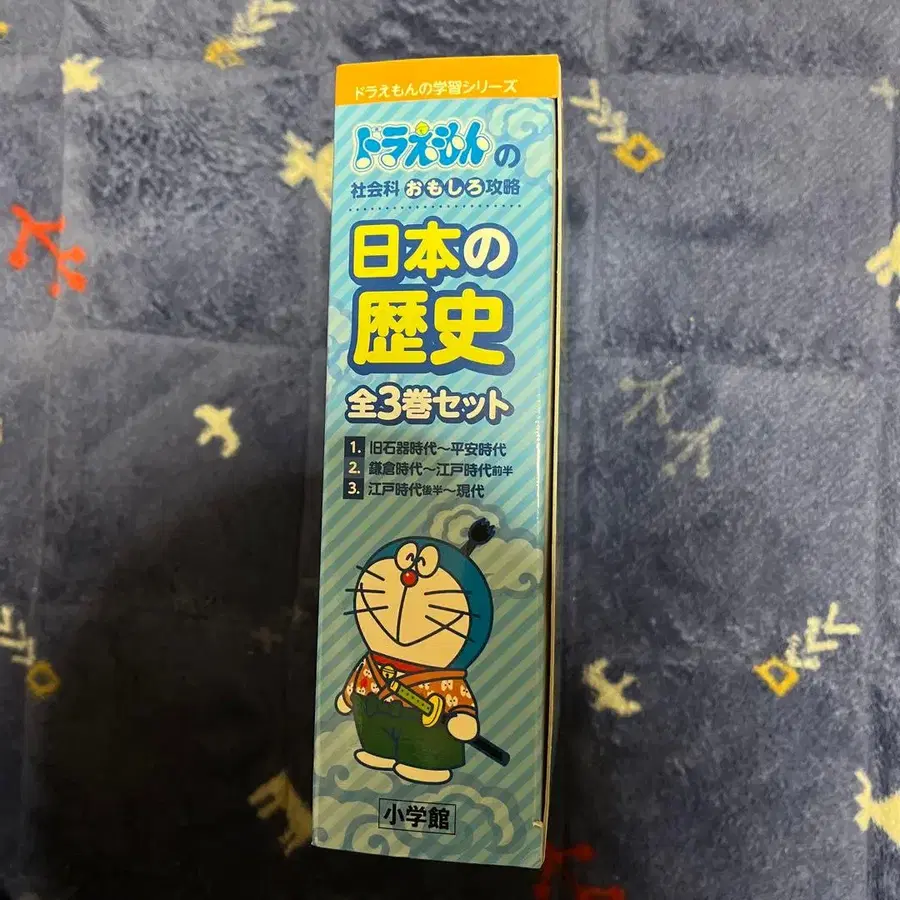 ドラえもんの学習シリーズ
ドラえもんの
社会科おもしろ攻略
日本の
歴史
全3巻セット
1. 旧石器時代〜平安時代
2. 鎌倉時代〜江戸時代前半
3. 江戸時代後半〜現代
小学館